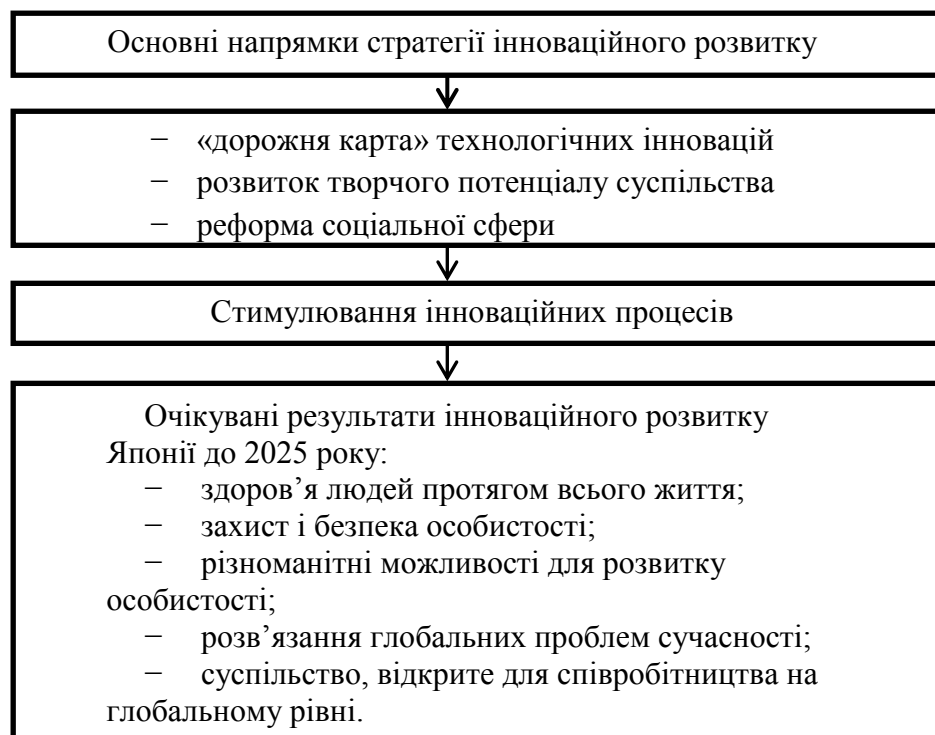 Основні напрямки стратегії інноваційного розвитку
− «дорожня карта» технологічних інновацій
− розвиток творчого потенціалу суспільства
− реформа соціальної сфери
Стимулювання інноваційних процесів
Очікувані результати інноваційного розвитку
Японії до 2025 року:
− здоров’я людей протягом всього життя;
− захист і безпека особистості;
− різноманітні можливості для розвитку
особистості;
− розв’язання глобальних проблем сучасності;
− суспільство, відкрите для співробітництва на
глобальному рівні.